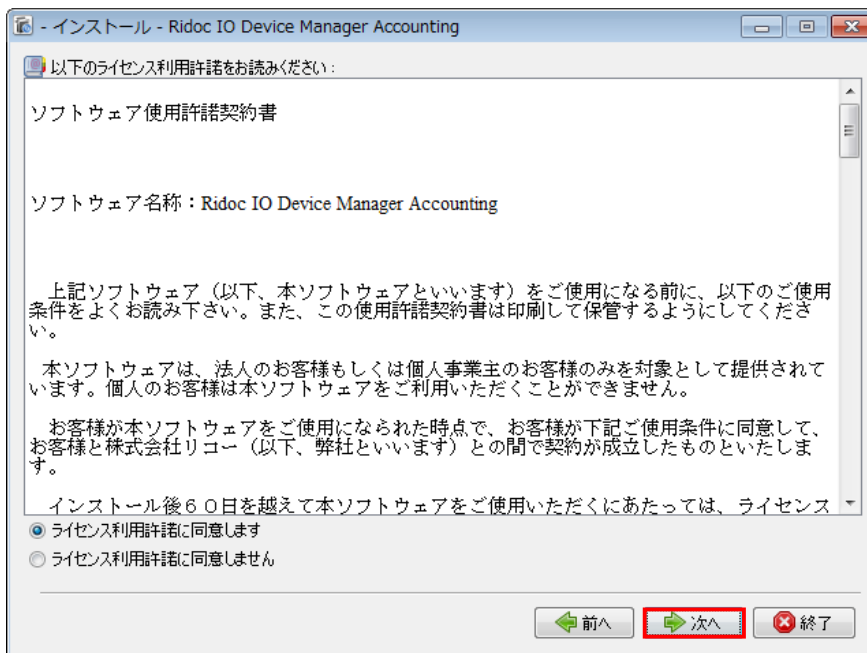 - インストール - Ridoc IO Device Manager Accounting
以下のライセンス利用許諾をお読みください:
ソフトウェア使用許諾契約書
ソフトウェア名称：Ridoc IO Device Manager Accounting
上記ソフトウェア（以下、本ソフトウェアといいます）をご使用になる前に、以下のご使用
条件をよくお読み下さい。また、この使用許諾契約書は印刷して保管するようにしてくださ
い。
本ソフトウェアは、法人のお客様もしくは個人事業主のお客様のみを対象として提供されて
います。個人のお客様は本ソフトウェアをご利用いただくことができません。
お客様が本ソフトウェアをご使用になられた時点で、お客様が下記ご使用条件に同意して、
お客様と株式会社リコー（以下、弊社といいます）との間で契約が成立したものといたしま
す。
インストール後６０日を越えて本ソフトウェアをご使用いただくにあたっては、ライセンス
ライセンス利用許諾に同意します
ライセンス利用許諾に同意しません
前へ
次へ
終了